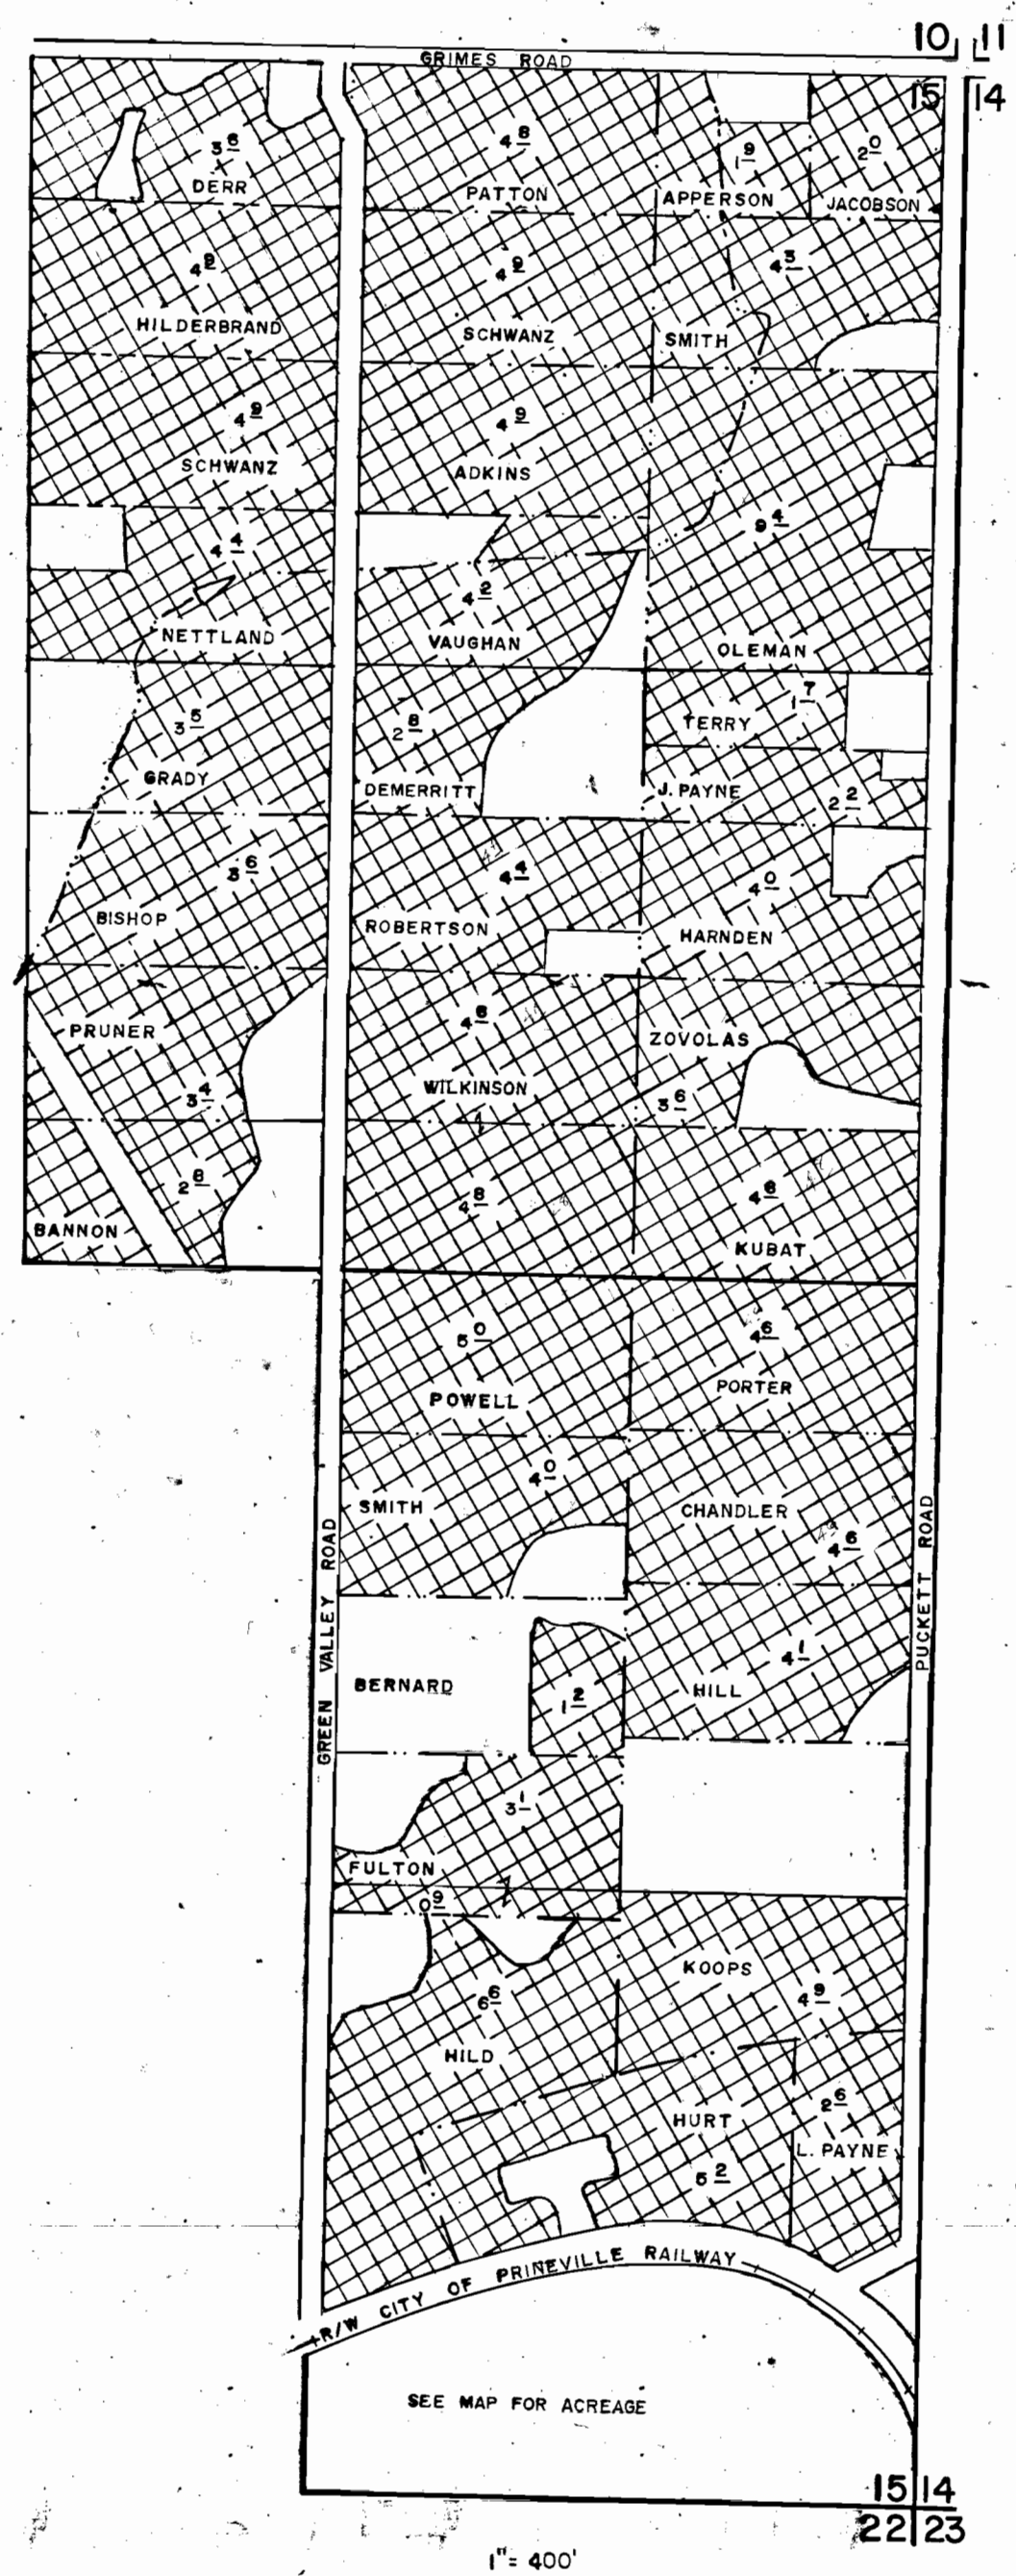 10 11
GRIMES ROAD
15 14
3 6
DERR
4 8
PATTON
1 9
APPERSON
2 0
JACOBSON
4 9
HILDERBRAND
4 9
SCHWANZ
4 3
SMITH
4 9
SCHWANZ
4 9
ADKINS
9 4
OLEMAN
4 4
NETTLAND
4 2
VAUGHAN
3 5
GRADY
2 8
DEMERRITT
1 7
TERRY
J. PAYNE
2 2
3 6
BISHOP
4 4
ROBERTSON
4 0
HARNDEN
PRUNER
3 4
4 6
WILKINSON
ZOVOLAS
3 6
2 8
BANNON
4 8
4 8
KUBAT
5 0
POWELL
4 6
PORTER
4 0
SMITH
CHANDLER
4 6
GREEN VALLEY ROAD
PUCKETT ROAD
BERNARD
1 2
4 1
HILL
3 1
FULTON
0 9
KOOPS
4 9
6 6
HILD
HURT
5 2
2 6
L. PAYNE
R/W CITY OF PRINEVILLE RAILWAY
SEE MAP FOR ACREAGE
15 14
22 23
1"= 400'